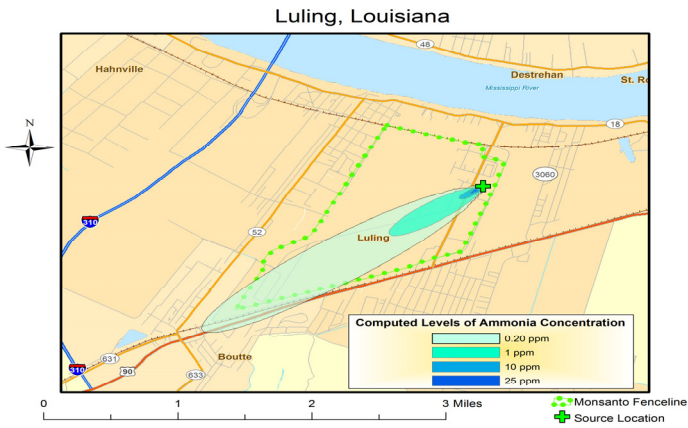 Luling, Louisiana
48
Hahnville
Destrehan
St. Ro
Mississippi River
18
N
3060
310
52
Luling
Computed Levels of Ammonia Concentration
0.20 ppm
1 ppm
10 ppm
25 ppm
Boutte
631
90
310
633
Monsanto Fenceline
Source Location
0 1 2 3 Miles